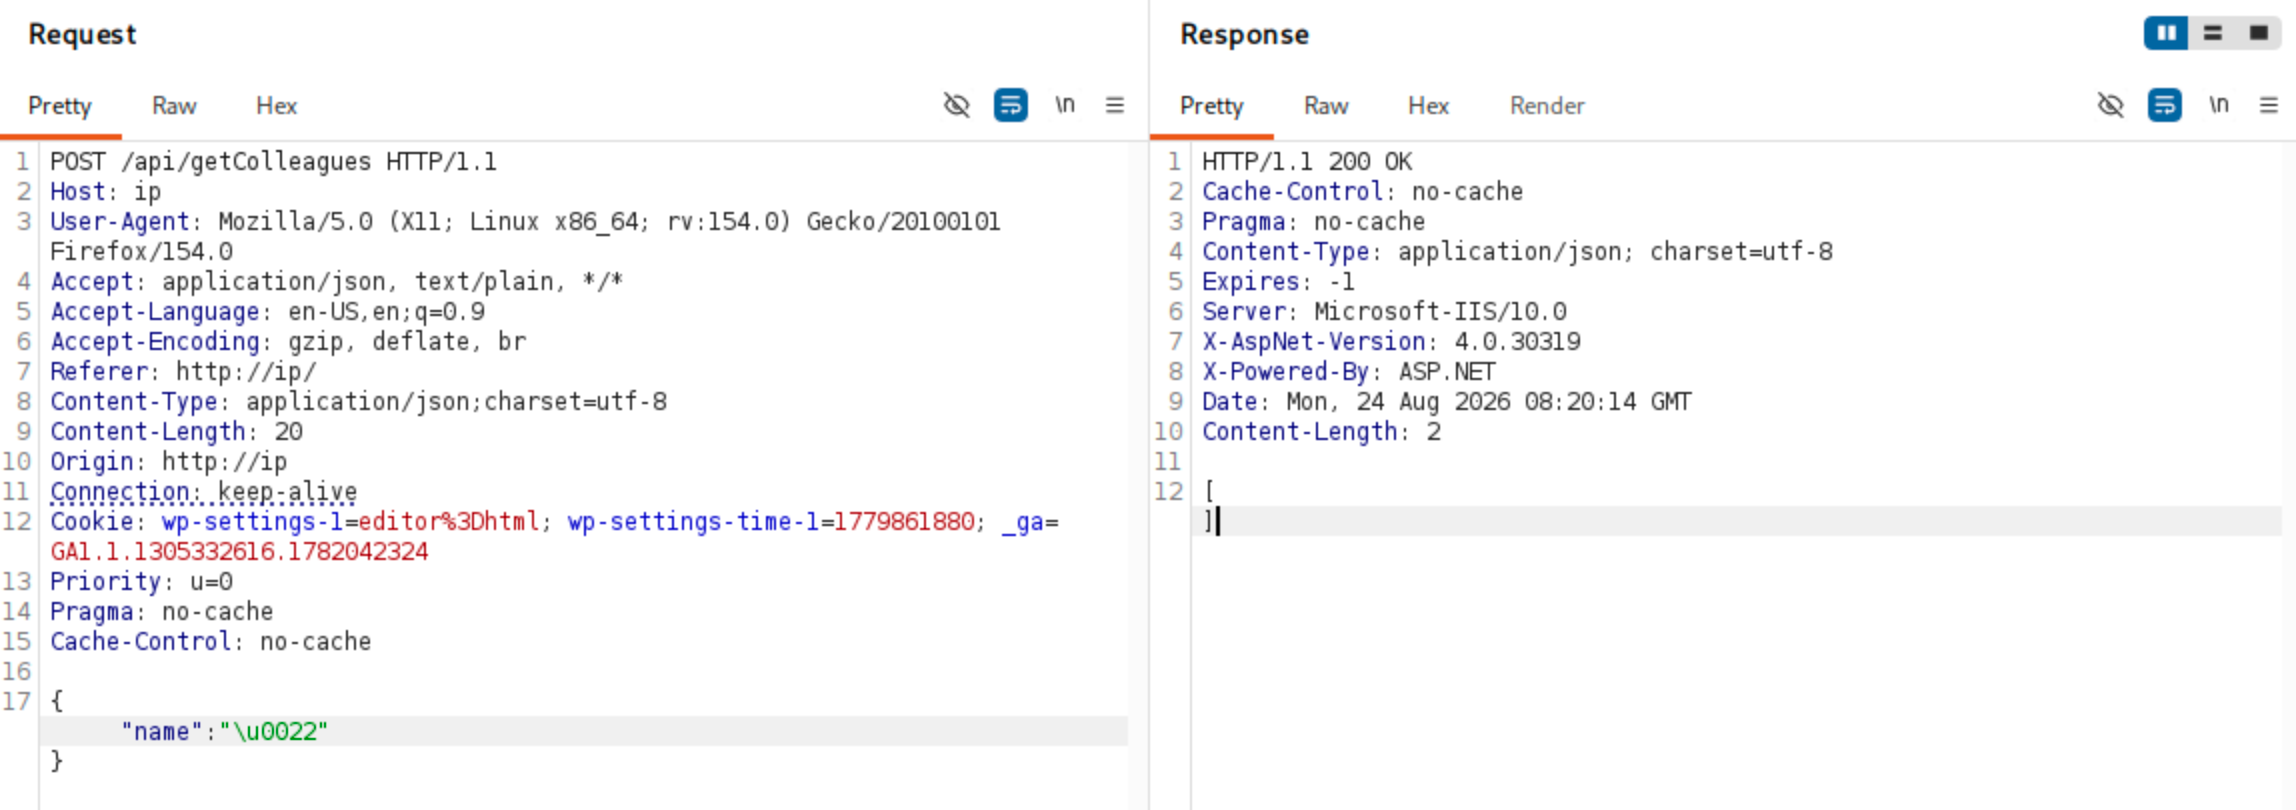 Request
Pretty Raw Hex \n
1 POST /api/getColleagues HTTP/1.1
2 Host: ip
3 User-Agent: Mozilla/5.0 (X11; Linux x86_64; rv:154.0) Gecko/20100101
Firefox/154.0
4 Accept: application/json, text/plain, */*
5 Accept-Language: en-US,en;q=0.9
6 Accept-Encoding: gzip, deflate, br
7 Referer: http://ip/
8 Content-Type: application/json;charset=utf-8
9 Content-Length: 20
10 Origin: http://ip
11 Connection: keep-alive
12 Cookie: wp-settings-1=editor%3Dhtml; wp-settings-time-1=1779861880; _ga=
GA1.1.1305332616.1782042324
13 Priority: u=0
14 Pragma: no-cache
15 Cache-Control: no-cache
16
17 {
"name":"\u0022"
}
Response
Pretty Raw Hex Render \n
1 HTTP/1.1 200 OK
2 Cache-Control: no-cache
3 Pragma: no-cache
4 Content-Type: application/json; charset=utf-8
5 Expires: -1
6 Server: Microsoft-IIS/10.0
7 X-AspNet-Version: 4.0.30319
8 X-Powered-By: ASP.NET
9 Date: Mon, 24 Aug 2026 08:20:14 GMT
10 Content-Length: 2
11
12 [
]